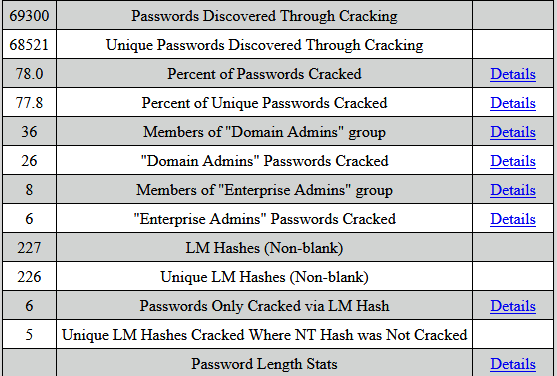 69300 Passwords Discovered Through Cracking
68521 Unique Passwords Discovered Through Cracking
78.0 Percent of Passwords Cracked Details
77.8 Percent of Unique Passwords Cracked Details
36 Members of "Domain Admins" group Details
26 "Domain Admins" Passwords Cracked Details
8 Members of "Enterprise Admins" group Details
6 "Enterprise Admins" Passwords Cracked Details
227 LM Hashes (Non-blank)
226 Unique LM Hashes (Non-blank)
6 Passwords Only Cracked via LM Hash Details
5 Unique LM Hashes Cracked Where NT Hash was Not Cracked
Password Length Stats Details